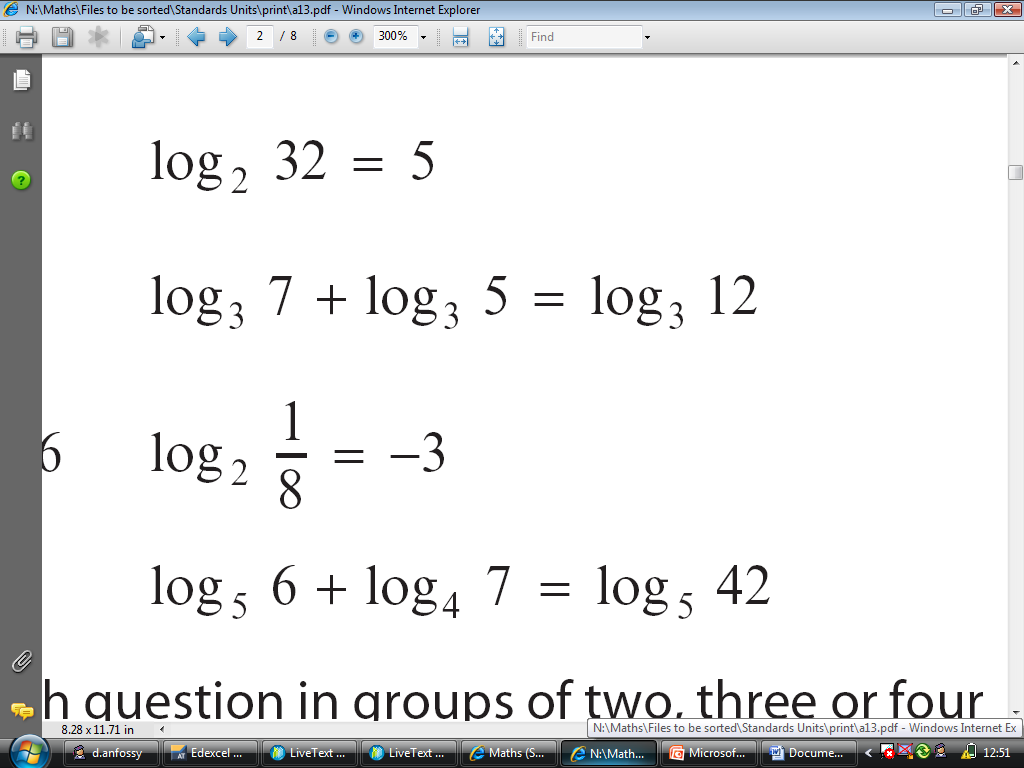 N:\Maths\Files to be sorted\Standards Units\print\a13.pdf - Windows Internet Explorer
2 / 8 300% Find
log₂ 32 = 5
log₃ 7 + log₃ 5 = log₃ 12
6 log₂ 1/8 = −3
log₅ 6 + log₄ 7 = log₅ 42
h question in groups of two, three or four
8.28 x 11.71 in
N:\Maths\Files to be sorted\Standards Units\print\a13.pdf - Windows Internet Ex
d.anfossy Edexcel ... LiveText ... LiveText ... Maths (S... N:\Math... Microsof... Docume... 12:51